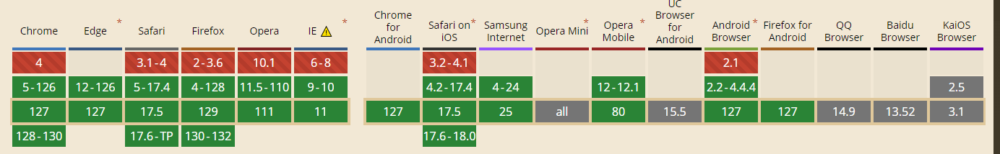 Chrome
Edge *
Safari
Firefox
Opera
IE *
Chrome for Android
Safari on iOS *
Samsung Internet
Opera Mini *
Opera Mobile *
UC Browser for Android
Android Browser *
Firefox for Android
QQ Browser
Baidu Browser
KaiOS Browser
4 3.1-4 2-3.6 10.1 6-8 3.2-4.1 2.1
5-126 12-126 5-17.4 4-128 11.5-110 9-10 4.2-17.4 4-24 12-12.1 2.2-4.4.4 2.5
127 127 17.5 129 111 11 127 17.5 25 all 80 15.5 127 127 14.9 13.52 3.1
128-130 17.6-TP 130-132 17.6-18.0